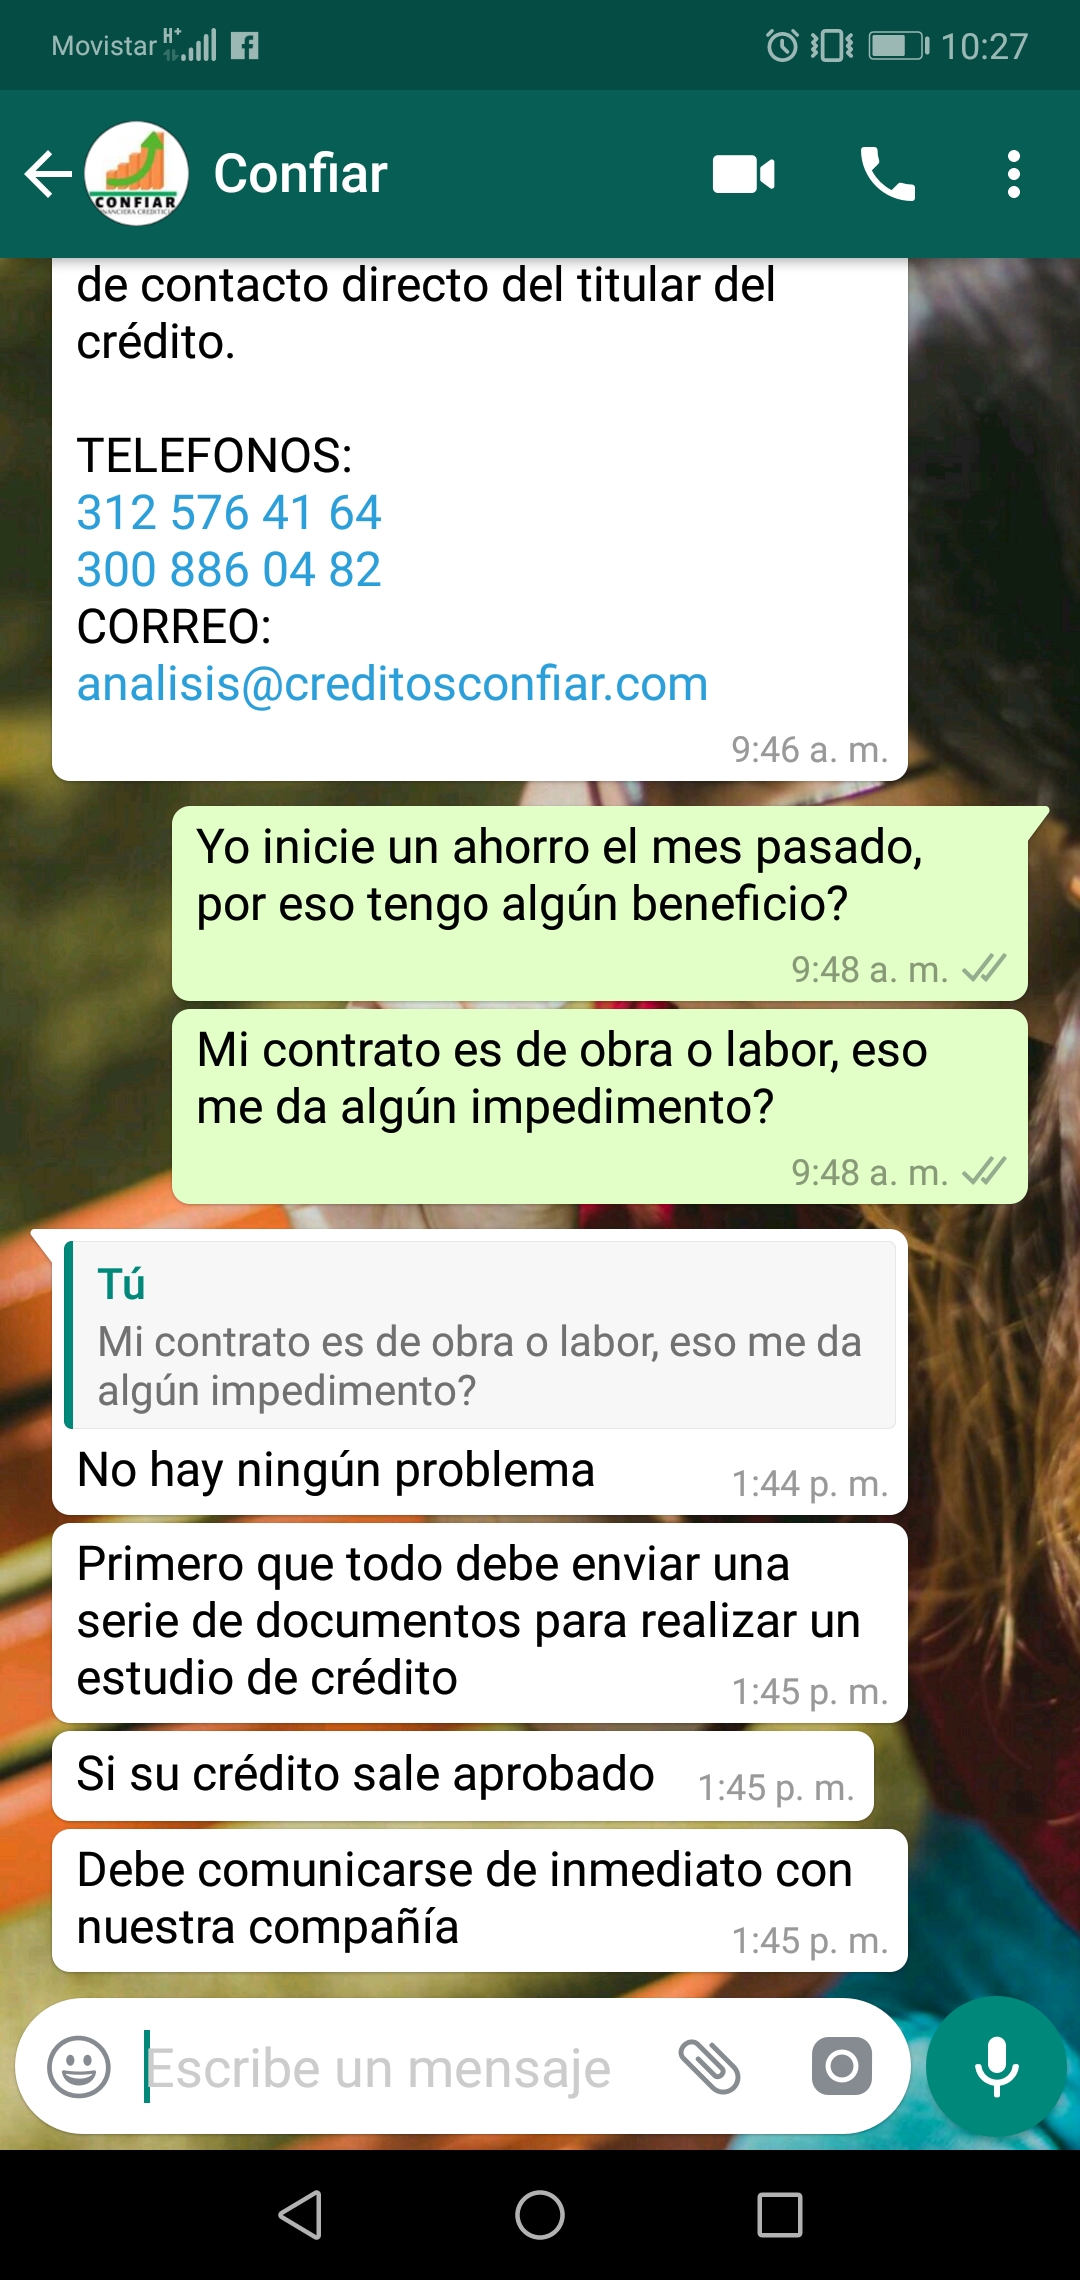 Movistar H+ 10:27
CONFIAR
Confiar
de contacto directo del titular del
crédito.
TELEFONOS:
312 576 41 64
300 886 04 82
CORREO:
analisis@creditosconfiar.com
9:46 a. m.
Yo inicie un ahorro el mes pasado,
por eso tengo algún beneficio?
9:48 a. m.
Mi contrato es de obra o labor, eso
me da algún impedimento?
9:48 a. m.
Tú
Mi contrato es de obra o labor, eso me da
algún impedimento?
No hay ningún problema 1:44 p. m.
Primero que todo debe enviar una
serie de documentos para realizar un
estudio de crédito 1:45 p. m.
Si su crédito sale aprobado 1:45 p. m.
Debe comunicarse de inmediato con
nuestra compañía 1:45 p. m.
Escribe un mensaje